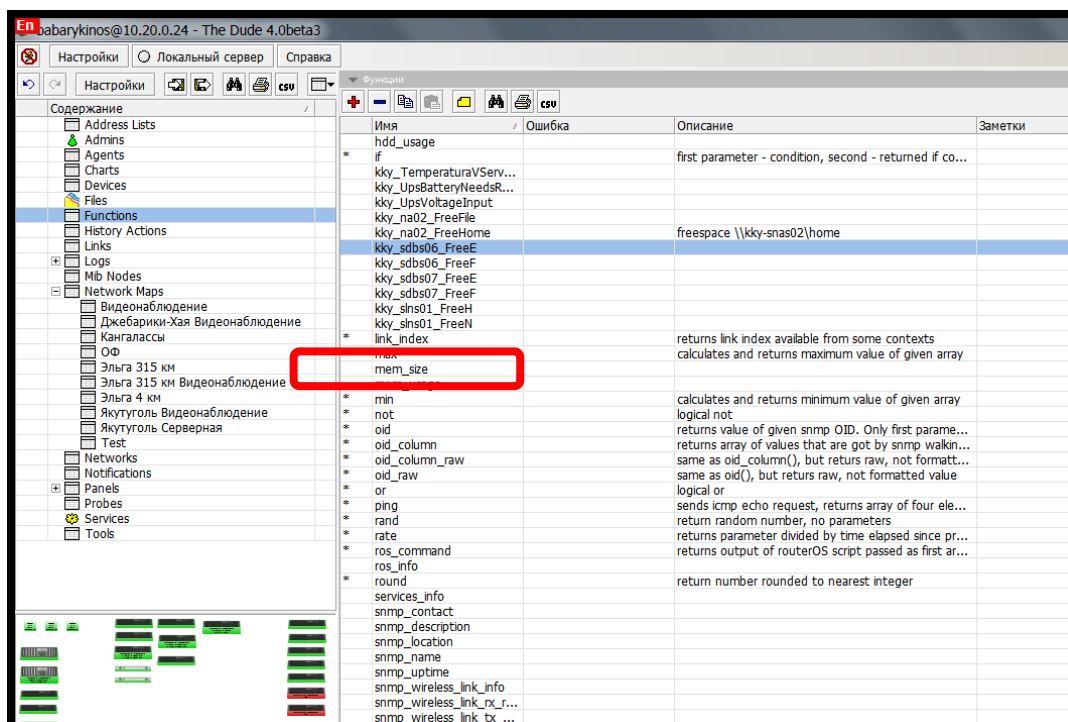 En
babarykinos@10.20.0.24 - The Dude 4.0beta3
Настройки Локальный сервер Справка
Настройки csv
Содержание
Address Lists
Admins
Agents
Charts
Devices
Files
Functions
History Actions
Links
Logs
Mib Nodes
Network Maps
Видеонаблюдение
Джебарики-Хая Видеонаблюдение
Кангалассы
ОФ
Эльга 315 км
Эльга 315 км Видеонаблюдение
Эльга 4 км
Якутуголь Видеонаблюдение
Якутуголь Серверная
Test
Networks
Notifications
Panels
Probes
Services
Tools
Функции
csv
Имя Ошибка Описание Заметки
hdd_usage
* if first parameter - condition, second - returned if co...
kky_TemperaturaVServ...
kky_UpsBatteryNeedsR...
kky_UpsVoltageInput
kky_na02_FreeFile
kky_na02_FreeHome freespace \\kky-snas02\home
kky_sdbs06_FreeE
kky_sdbs06_FreeF
kky_sdbs07_FreeE
kky_sdbs07_FreeF
kky_slns01_FreeH
kky_slns01_FreeN
* link_index returns link index available from some contexts
max calculates and returns maximum value of given array
mem_size
mem_usage
* min calculates and returns minimum value of given array
* not logical not
* oid returns value of given snmp OID. Only first parame...
* oid_column returns array of values that are got by snmp walkin...
* oid_column_raw same as oid_column(), but returs raw, not formatt...
* oid_raw same as oid(), but returs raw, not formatted value
* or logical or
* ping sends icmp echo request, returns array of four ele...
* rand return random number, no parameters
* rate returns parameter divided by time elapsed since pr...
* ros_command returns output of routerOS script passed as first ar...
ros_info
* round return number rounded to nearest integer
services_info
snmp_contact
snmp_description
snmp_location
snmp_name
snmp_uptime
snmp_wireless_link_info
snmp_wireless_link_rx_r...
snmp_wireless_link_tx_...